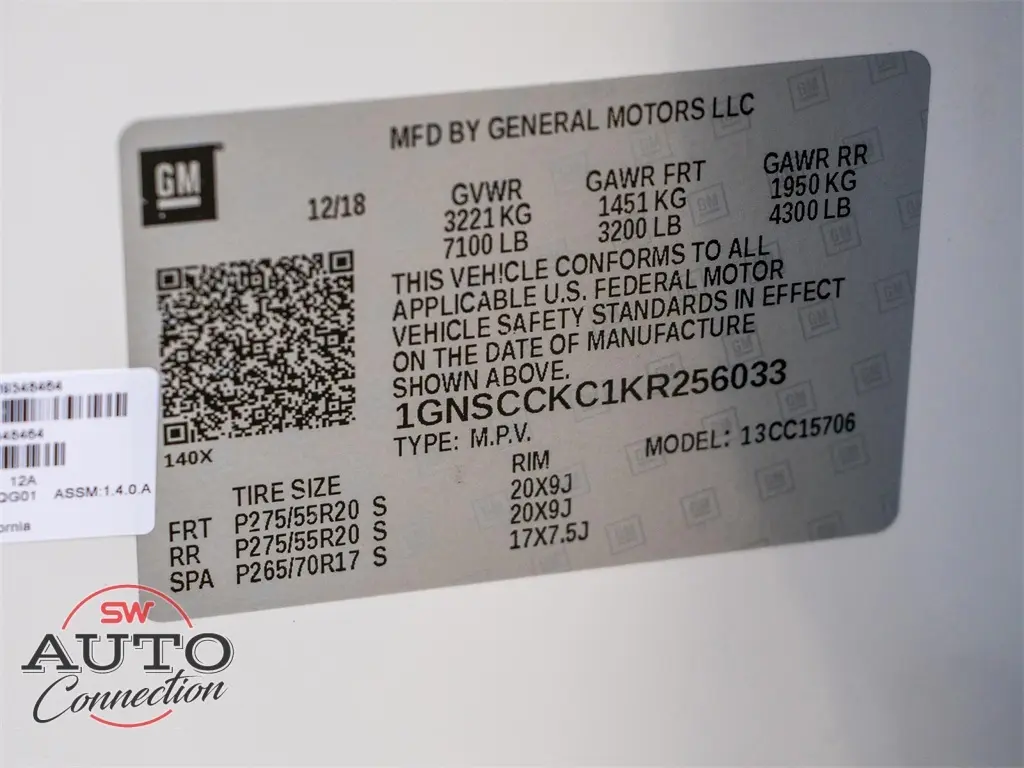 MFD BY GENERAL MOTORS LLC
GM
12/18
GVWR
3221 KG
7100 LB
GAWR FRT
1451 KG
3200 LB
GAWR RR
1950 KG
4300 LB
THIS VEHICLE CONFORMS TO ALL
APPLICABLE U.S. FEDERAL MOTOR
VEHICLE SAFETY STANDARDS IN EFFECT
ON THE DATE OF MANUFACTURE
SHOWN ABOVE.
1GNSCCKC1KR256033
TYPE: M.P.V.
MODEL: 13CC15706
140X
TIRE SIZE RIM
FRT P275/55R20 S 20X9J
RR P275/55R20 S 20X9J
SPA P265/70R17 S 17X7.5J
12A
QG01 ASSM:1.4.0.A
ornia
SW
AUTO
Connection